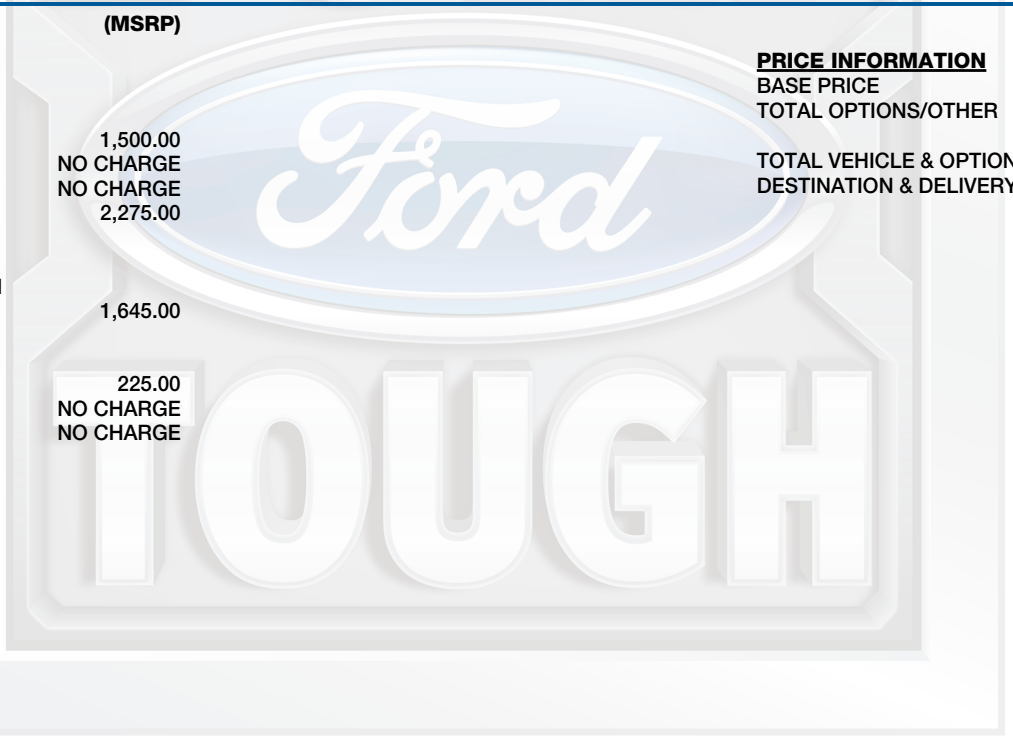 (MSRP)
1,500.00
NO CHARGE
NO CHARGE
2,275.00
1,645.00
225.00
NO CHARGE
NO CHARGE
PRICE INFORMATION
BASE PRICE
TOTAL OPTIONS/OTHER
TOTAL VEHICLE & OPTION
DESTINATION & DELIVERY
Ford
TOUGH